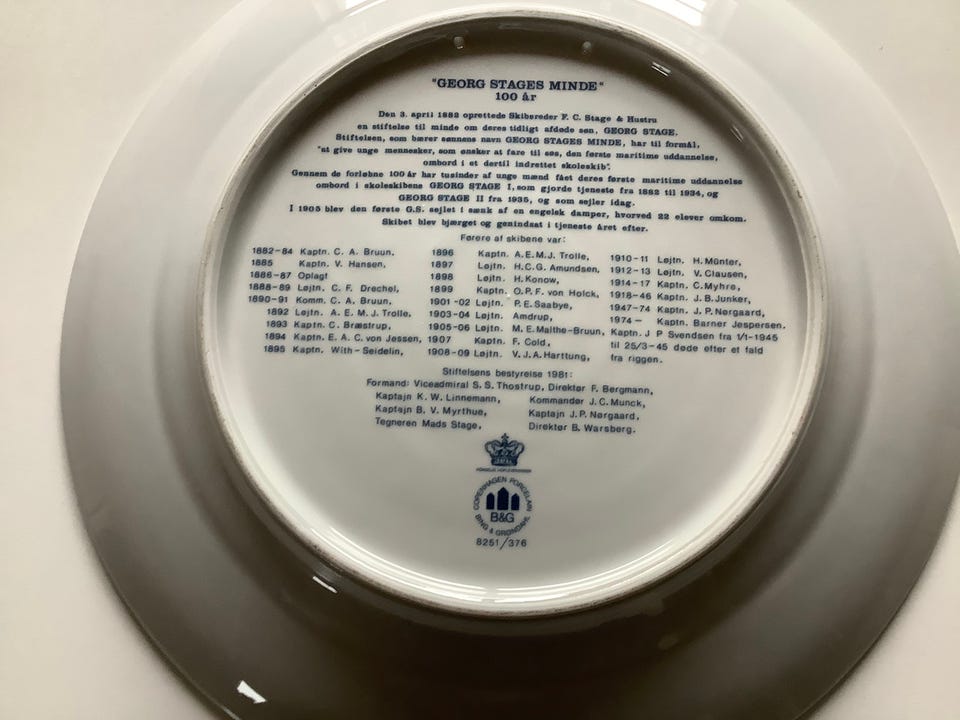 "GEORG STAGES MINDE"
100 år
Den 3. april 1882 oprettede Skibsreder F. C. Stage & Hustru
en stiftelse til minde om deres tidligt afdøde søn, GEORG STAGE.
Stiftelsen, som bærer sønnens navn GEORG STAGES MINDE, har til formål,
"at give unge mennesker, som ønsker at fare til søs, den første maritime uddannelse,
ombord i et dertil indrettet skoleskib".
Gennem de forløbne 100 år har tusinder af unge mænd fået deres første maritime uddannelse
ombord i skoleskibene GEORG STAGE I, som gjorde tjeneste fra 1882 til 1934, og
GEORG STAGE II fra 1935, og som sejler idag.
I 1905 blev den første G.S. sejlet i sænk af en engelsk damper, hvorved 22 elever omkom.
Skibet blev bjærget og genindsat i tjeneste året efter.
Førere af skibene var:
1882-84 Kaptn. C. A. Bruun,
1885 Kaptn. V. Hansen,
1886-87 Oplagt
1888-89 Løjtn. C. F. Drechel,
1890-91 Komm. C. A. Bruun,
1892 Løjtn. A. E. M. J. Trolle,
1893 Kaptn. C. Bræstrup,
1894 Kaptn. E. A. C. von Jessen,
1895 Kaptn. With-Seidelin,
1896 Kaptn. A. E. M. J. Trolle,
1897 Løjtn. H. C. G. Amundsen,
1898 Løjtn. H. Konow,
1899 Kaptn. O. P. F. von Holck,
1901-02 Løjtn. P. E. Saabye,
1903-04 Løjtn. Amdrup,
1905-06 Løjtn. M. E. Malthe-Bruun,
1907 Kaptn. F. Cold,
1908-09 Løjtn. V. J. A. Harttung,
1910-11 Løjtn. H. Münter,
1912-13 Løjtn. V. Clausen,
1914-17 Kaptn. C. Myhre,
1918-46 Kaptn. J. B. Junker,
1947-74 Kaptn. J. P. Nørgaard,
1974- Kaptn. Barner Jespersen.
Kaptn. J P Svendsen fra 1/1-1945
til 25/3-45 døde efter et fald
fra riggen.
Stiftelsens bestyrelse 1981:
Formand: Viceadmiral S. S. Thostrup, Direktør F. Bergmann,
Kaptajn K. W. Linnemann, Kommandør J. C. Munck,
Kaptajn B. V. Myrthue, Kaptajn J. P. Nørgaard,
Tegneren Mads Stage, Direktør B. Warsberg.
COPENHAGEN PORCELAIN
B&G
BING & GRØNDAHL
8251/376